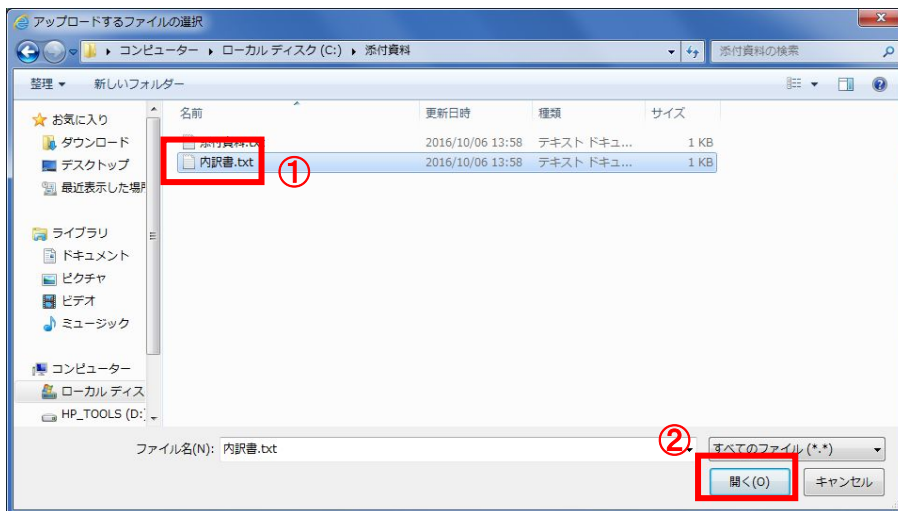 アップロードするファイルの選択
コンピューター ▸ ローカル ディスク (C:) ▸ 添付資料
添付資料の検索
整理 新しいフォルダー
名前 更新日時 種類 サイズ
添付資料.txt 2016/10/06 13:58 テキスト ドキュ... 1 KB
内訳書.txt 2016/10/06 13:58 テキスト ドキュ... 1 KB
①
お気に入り
ダウンロード
デスクトップ
最近表示した場所
ライブラリ
ドキュメント
ピクチャ
ビデオ
ミュージック
コンピューター
ローカル ディス
HP_TOOLS (D:)
ファイル名(N): 内訳書.txt
②
すべてのファイル (*.*)
開く(O) キャンセル